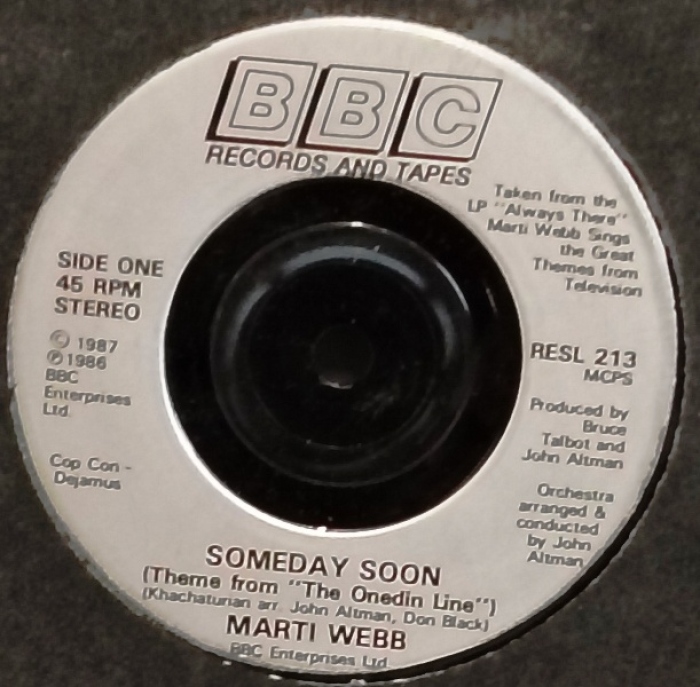 BBC
RECORDS AND TAPES
Taken from the
LP "Always There"
Marti Webb Sings
the Great
Themes from
Television
SIDE ONE
45 RPM
STEREO
© 1987
℗ 1986
BBC
Enterprises
Ltd.
Cop Con -
Dejamus
RESL 213
MCPS
Produced by
Bruce
Talbot and
John Altman
Orchestra
arranged &
conducted
by John
Altman
SOMEDAY SOON
(Theme from "The Onedin Line")
(Khachaturian arr. John Altman, Don Black)
MARTI WEBB
BBC Enterprises Ltd